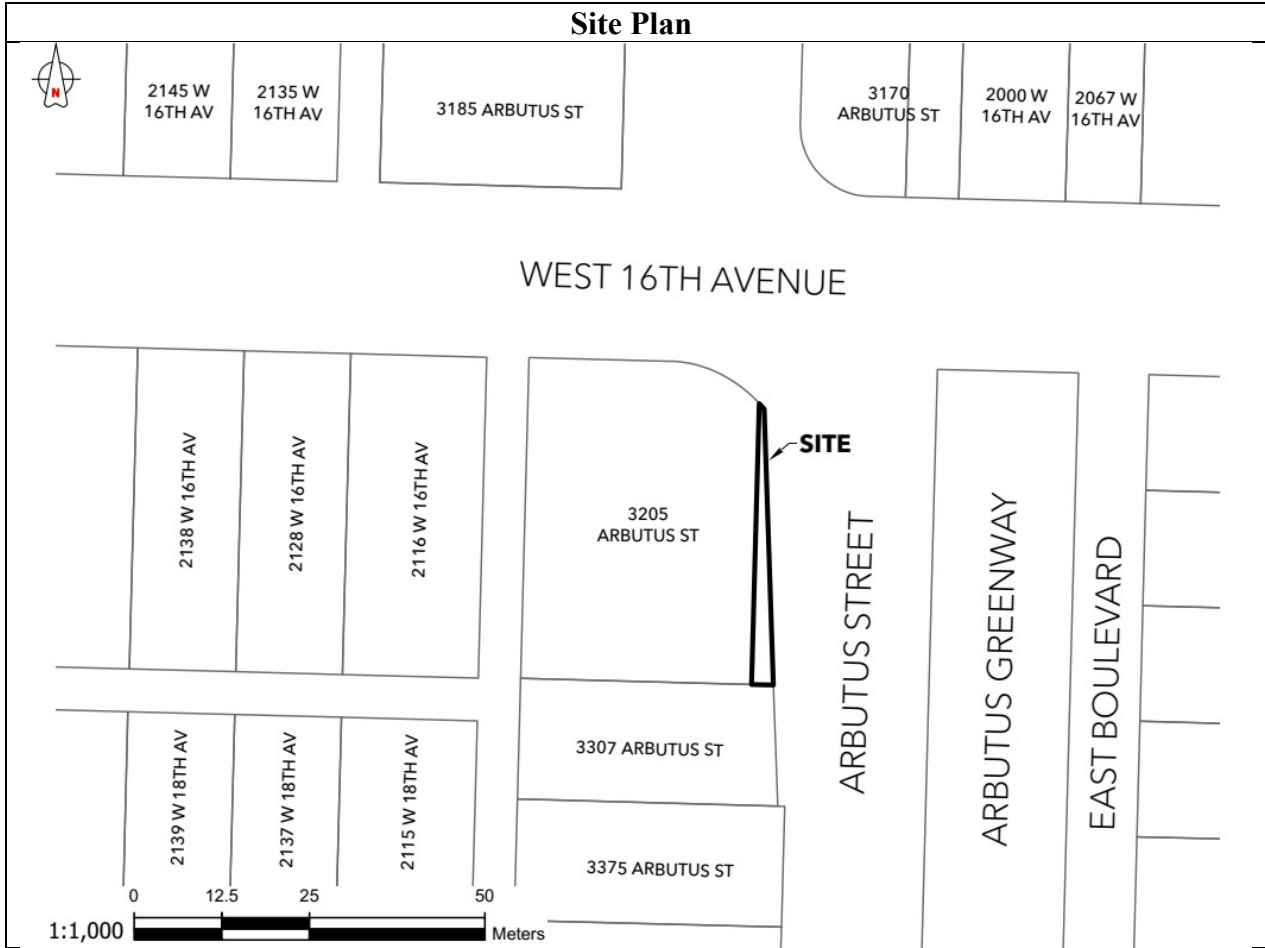 Site Plan
N
2145 W
16TH AV
2135 W
16TH AV
3185 ARBUTUS ST
3170
ARBUTUS ST
2000 W
16TH AV
2067 W
16TH AV
WEST 16TH AVENUE
2138 W 16TH AV
2128 W 16TH AV
2116 W 16TH AV
3205
ARBUTUS ST
SITE
ARBUTUS STREET
ARBUTUS GREENWAY
EAST BOULEVARD
2139 W 18TH AV
2137 W 18TH AV
2115 W 18TH AV
3307 ARBUTUS ST
3375 ARBUTUS ST
0 12.5 25 50
1:1,000 Meters